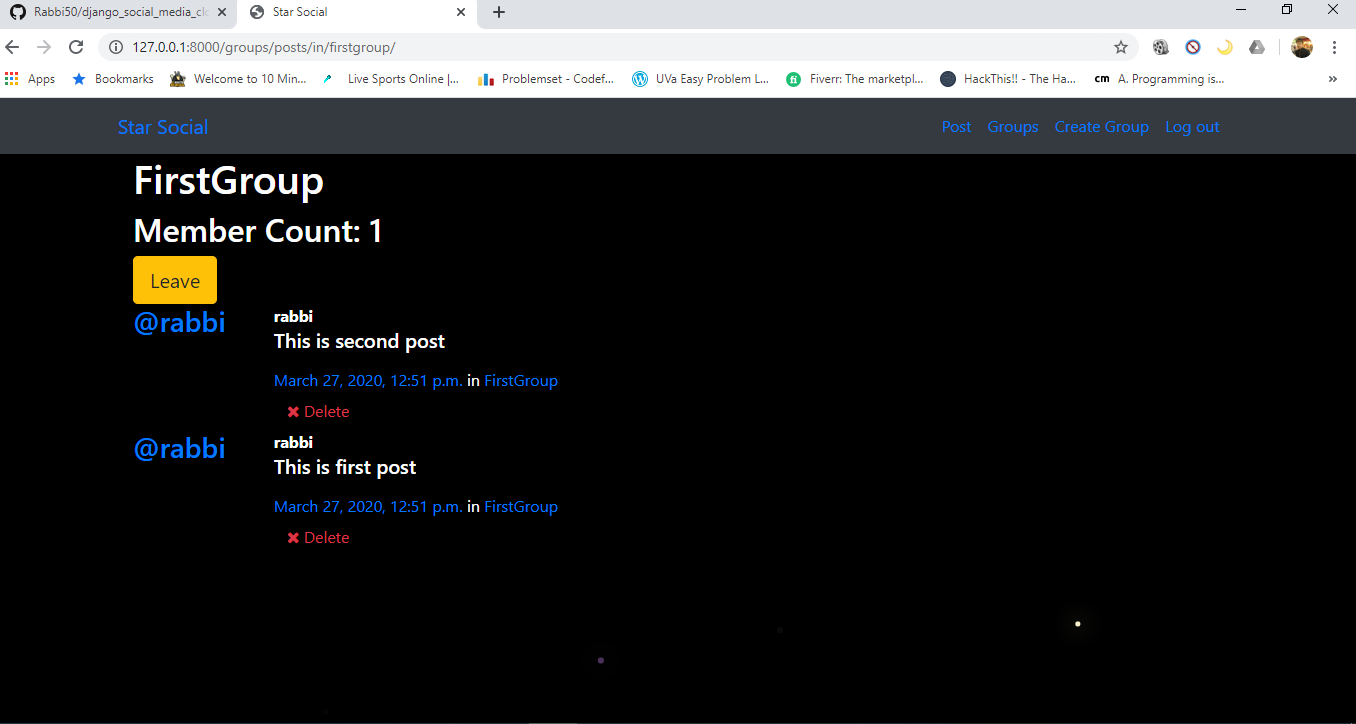 Rabbi50/django_social_media_clo
Star Social
127.0.0.1:8000/groups/posts/in/firstgroup/
Apps
Bookmarks
Welcome to 10 Min...
Live Sports Online |...
Problemset - Codef...
UVa Easy Problem L...
Fiverr: The marketpl...
HackThis!! - The Ha...
cm
A. Programming is...
Star Social
Post
Groups
Create Group
Log out
FirstGroup
Member Count: 1
Leave
@rabbi
rabbi
This is second post
March 27, 2020, 12:51 p.m. in FirstGroup
Delete
@rabbi
rabbi
This is first post
March 27, 2020, 12:51 p.m. in FirstGroup
Delete